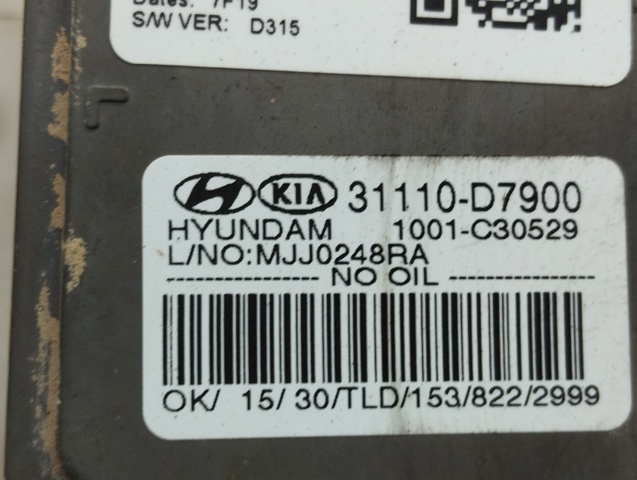 Dates: 7F19
S/W VER: D315
KIA 31110-D7900
HYUNDAM 1001-C30529
L/NO:MJJ0248RA
NO OIL
OK/ 15/ 30/TLD/153/822/2999